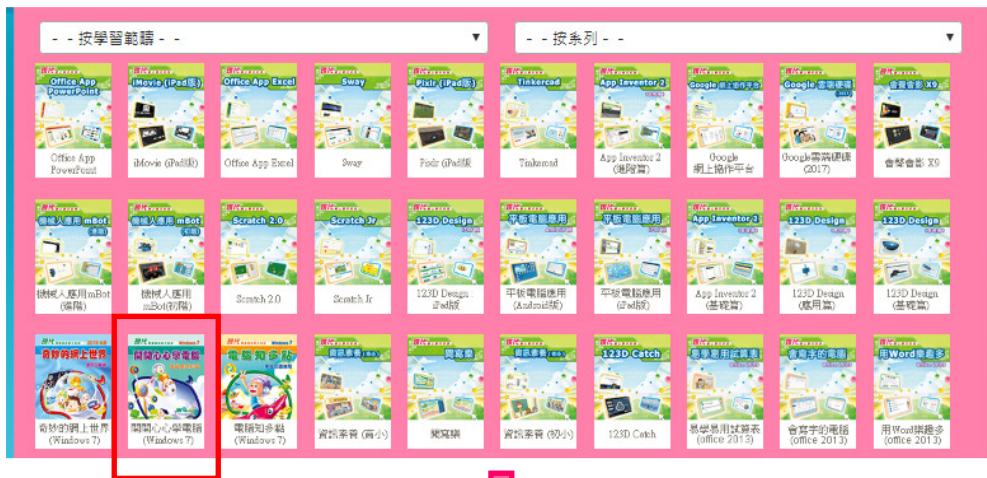 - - 按學習範疇 - -
- - 按系列 - -
Office App
PowerPoint
iMovie (iPad版)
Office App Excel
Sway
Pixlr (iPad版)
Tinkercad
App Inventor 2
Google 網上協作平台
Google 雲端硬碟
(2017)
會聲會影 X9
Office App
PowerPoint
iMovie (iPad版)
Office App Excel
Sway
Pixlr (iPad版
Tinkercad
App Inventor 2
(進階篇)
Google
網上協作平台
Google雲端硬碟
(2017)
會聲會影 X9
機械人應用 mBot
機械人應用 mBot
(初階)
Scratch 2.0
Scratch Jr
123D Design
平板電腦應用
平板電腦應用
App Inventor 2
123D Design
123D Design
機械人應用mBot
(進階)
機械人應用
mBot(初階)
Scratch 2.0
Scratch Jr
123D Design :
iPad版
平板電腦應用
(Android版)
平板電腦應用
(iPad版)
App Inventor 2
(基礎篇)
123D Design
(應用篇)
123D Design
(基礎篇)
現代
奇妙的網上世界
現代
Windows 7
開開心心學電腦
現代
Windows 7
電腦知多點
資訊素養
閱寫樂
資訊素養
123D Catch
易學易用試算表
會寫字的電腦
用Word樂趣多
奇妙的網上世界
(Windows 7)
開開心心學電腦
(Windows 7)
電腦知多點
(Windows 7)
資訊素養 (高小)
閱寫樂
資訊素養 (初小)
123D Catch
易學易用試算表
(office 2013)
會寫字的電腦
(office 2013)
用Word樂趣多
(office 2013)